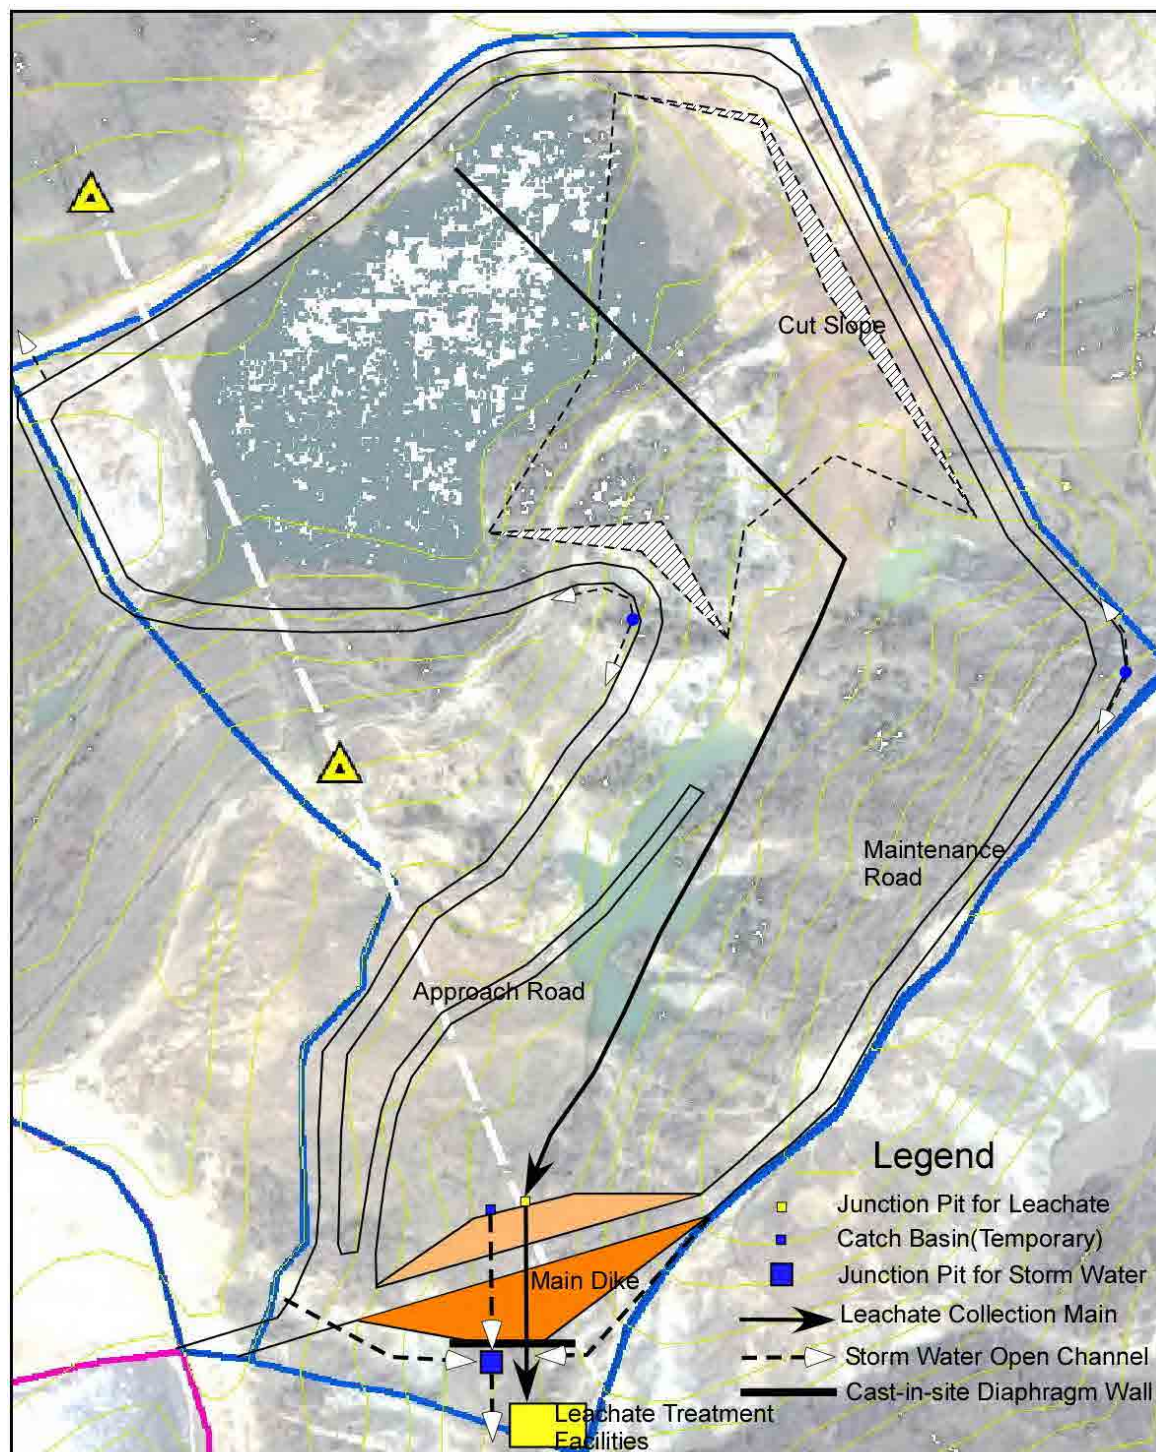 Cut Slope
Maintenance
Road
Approach Road
Main Dike
Legend
Junction Pit for Leachate
Catch Basin(Temporary)
Junction Pit for Storm Water
Leachate Collection Main
Storm Water Open Channel
Cast-in-site Diaphragm Wall
Leachate Treatment
Facilities